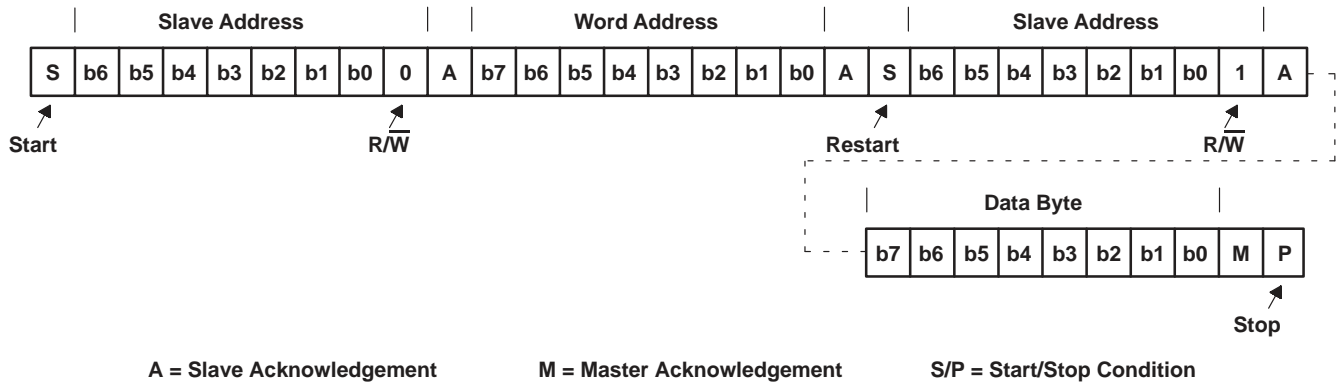 Slave Address Word Address Slave Address
S b6 b5 b4 b3 b2 b1 b0 0 A b7 b6 b5 b4 b3 b2 b1 b0 A S b6 b5 b4 b3 b2 b1 b0 1 A
Start R/W̅ Restart R/W̅
Data Byte
b7 b6 b5 b4 b3 b2 b1 b0 M P
Stop
A = Slave Acknowledgement M = Master Acknowledgement S/P = Start/Stop Condition